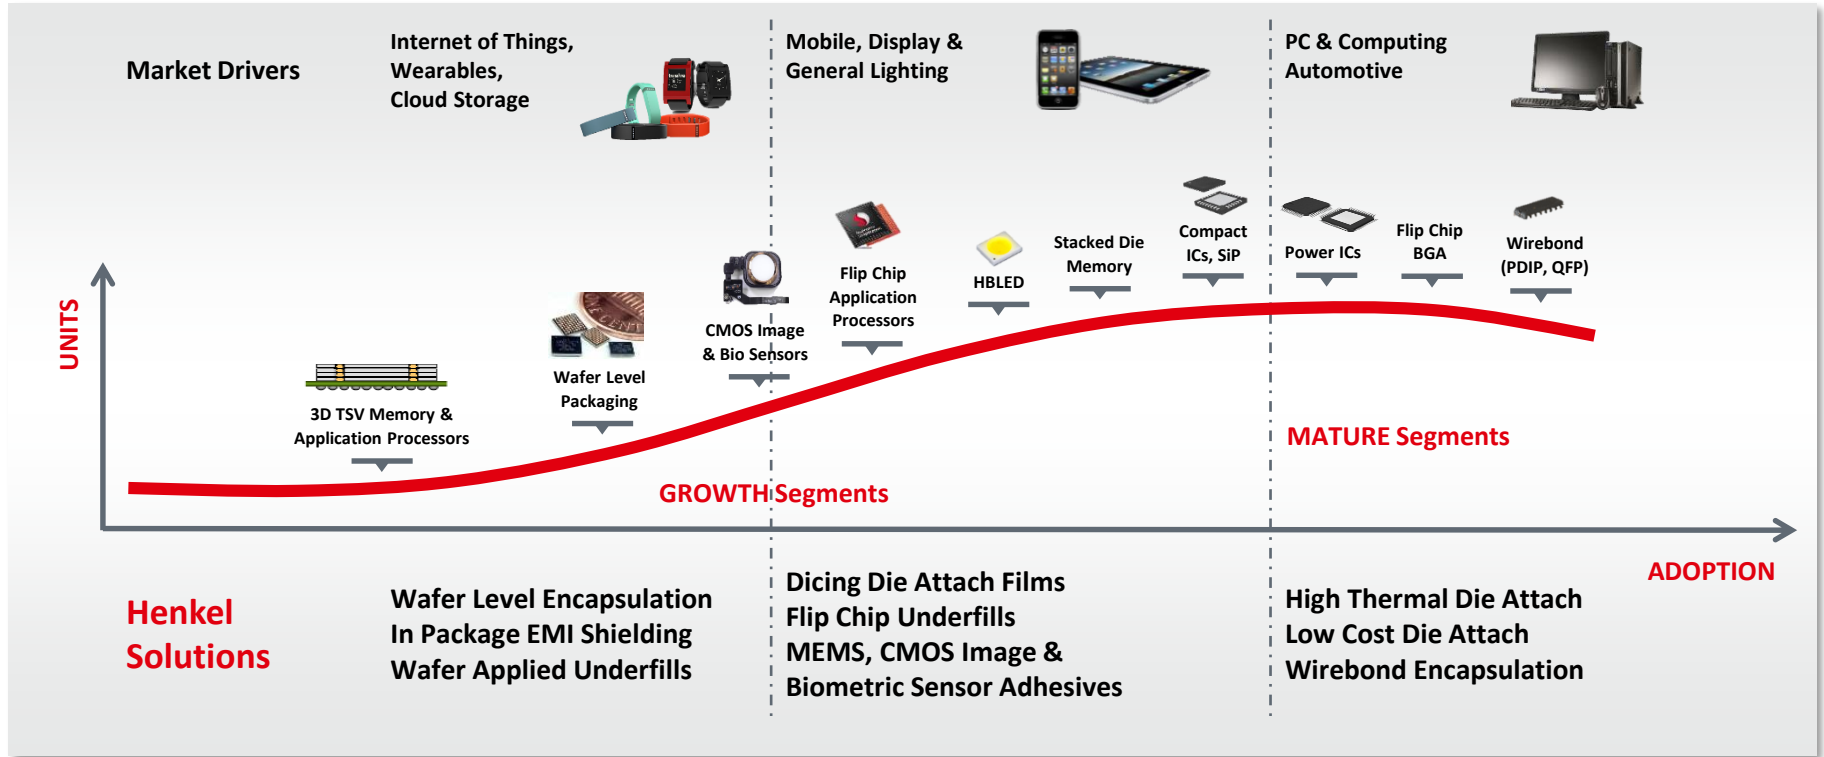 Market Drivers
Internet of Things,
Wearables,
Cloud Storage
Mobile, Display &
General Lighting
PC & Computing
Automotive
UNITS
3D TSV Memory &
Application Processors
Wafer Level
Packaging
CMOS Image
& Bio Sensors
Flip Chip
Application
Processors
HBLED
Stacked Die
Memory
Compact
ICs, SiP
Power ICs
Flip Chip
BGA
Wirebond
(PDIP, QFP)
GROWTH Segments
MATURE Segments
ADOPTION
Henkel
Solutions
Wafer Level Encapsulation
In Package EMI Shielding
Wafer Applied Underfills
Dicing Die Attach Films
Flip Chip Underfills
MEMS, CMOS Image &
Biometric Sensor Adhesives
High Thermal Die Attach
Low Cost Die Attach
Wirebond Encapsulation